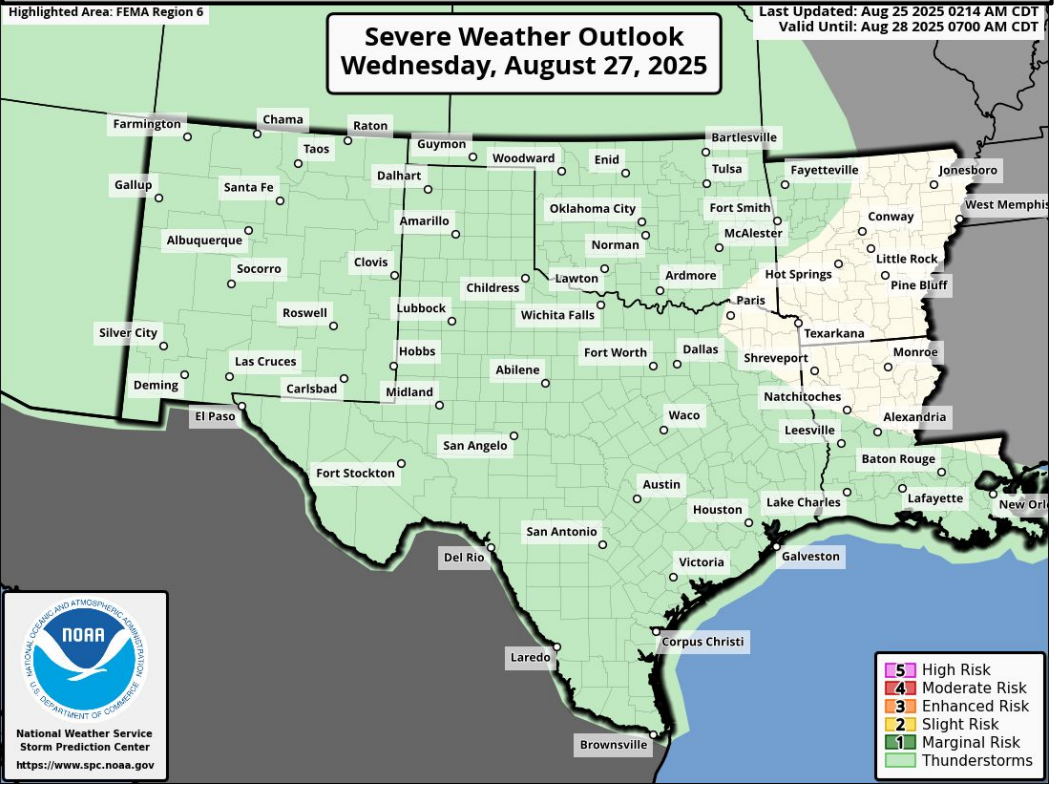 Highlighted Area: FEMA Region 6
Last Updated: Aug 25 2025 0214 AM CDT
Valid Until: Aug 28 2025 0700 AM CDT
Severe Weather Outlook
Wednesday, August 27, 2025
Farmington
Chama
Raton
Taos
Guymon
Woodward
Enid
Bartlesville
Tulsa
Fayetteville
Jonesboro
Gallup
Santa Fe
Dalhart
Oklahoma City
Fort Smith
West Memphis
Albuquerque
Amarillo
Norman
McAlester
Conway
Socorro
Clovis
Childress
Lawton
Ardmore
Hot Springs
Little Rock
Pine Bluff
Roswell
Lubbock
Wichita Falls
Paris
Texarkana
Silver City
Las Cruces
Hobbs
Fort Worth
Dallas
Shreveport
Monroe
Deming
Carlsbad
Midland
Abilene
Natchitoches
El Paso
Waco
Leesville
Alexandria
San Angelo
Fort Stockton
Baton Rouge
Austin
Houston
Lake Charles
Lafayette
New Orl
San Antonio
Del Rio
Galveston
Victoria
Laredo
Corpus Christi
Brownsville
NATIONAL OCEANIC AND ATMOSPHERIC ADMINISTRATION
NOAA
U.S. DEPARTMENT OF COMMERCE
National Weather Service
Storm Prediction Center
https://www.spc.noaa.gov
5 High Risk
4 Moderate Risk
3 Enhanced Risk
2 Slight Risk
1 Marginal Risk
Thunderstorms